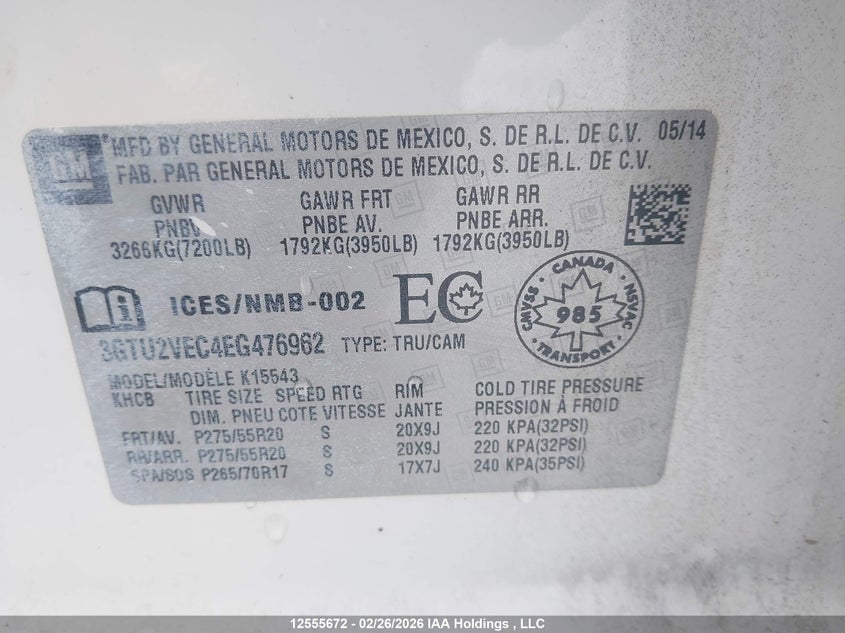 GM
MFD BY GENERAL MOTORS DE MEXICO, S. DE R.L. DE C.V. 05/14
FAB. PAR GENERAL MOTORS DE MEXICO, S. DE R.L. DE C.V.
GVWR GAWR FRT GAWR RR
PNBV PNBE AV. PNBE ARR.
3266KG(7200LB) 1792KG(3950LB) 1792KG(3950LB)
i ICES/NMB-002 EC
CANADA
CMVSS 985 NSVAC
TRANSPORT
3GTU2VEC4EG476962 TYPE: TRU/CAM
MODEL/MODÈLE K15543
KHCB TIRE SIZE SPEED RTG RIM COLD TIRE PRESSURE
DIM. PNEU COTE VITESSE JANTE PRESSION À FROID
FRT/AV. P275/55R20 S 20X9J 220 KPA(32PSI)
RR/ARR. P275/55R20 S 20X9J 220 KPA(32PSI)
SPA/SOS P265/70R17 S 17X7J 240 KPA(35PSI)
12555672 - 02/26/2026 IAA Holdings , LLC